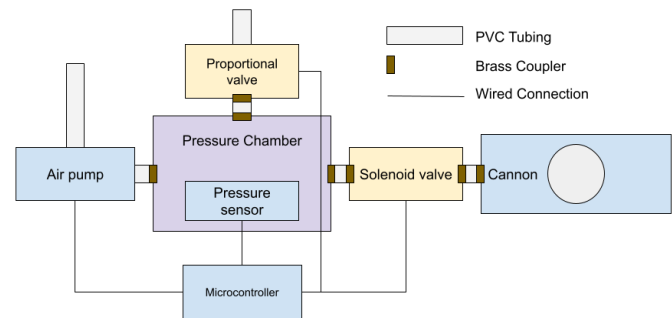 Proportional
valve
PVC Tubing
Brass Coupler
Wired Connection
Pressure Chamber
Air pump
Solenoid valve
Cannon
Pressure
sensor
Microcontroller